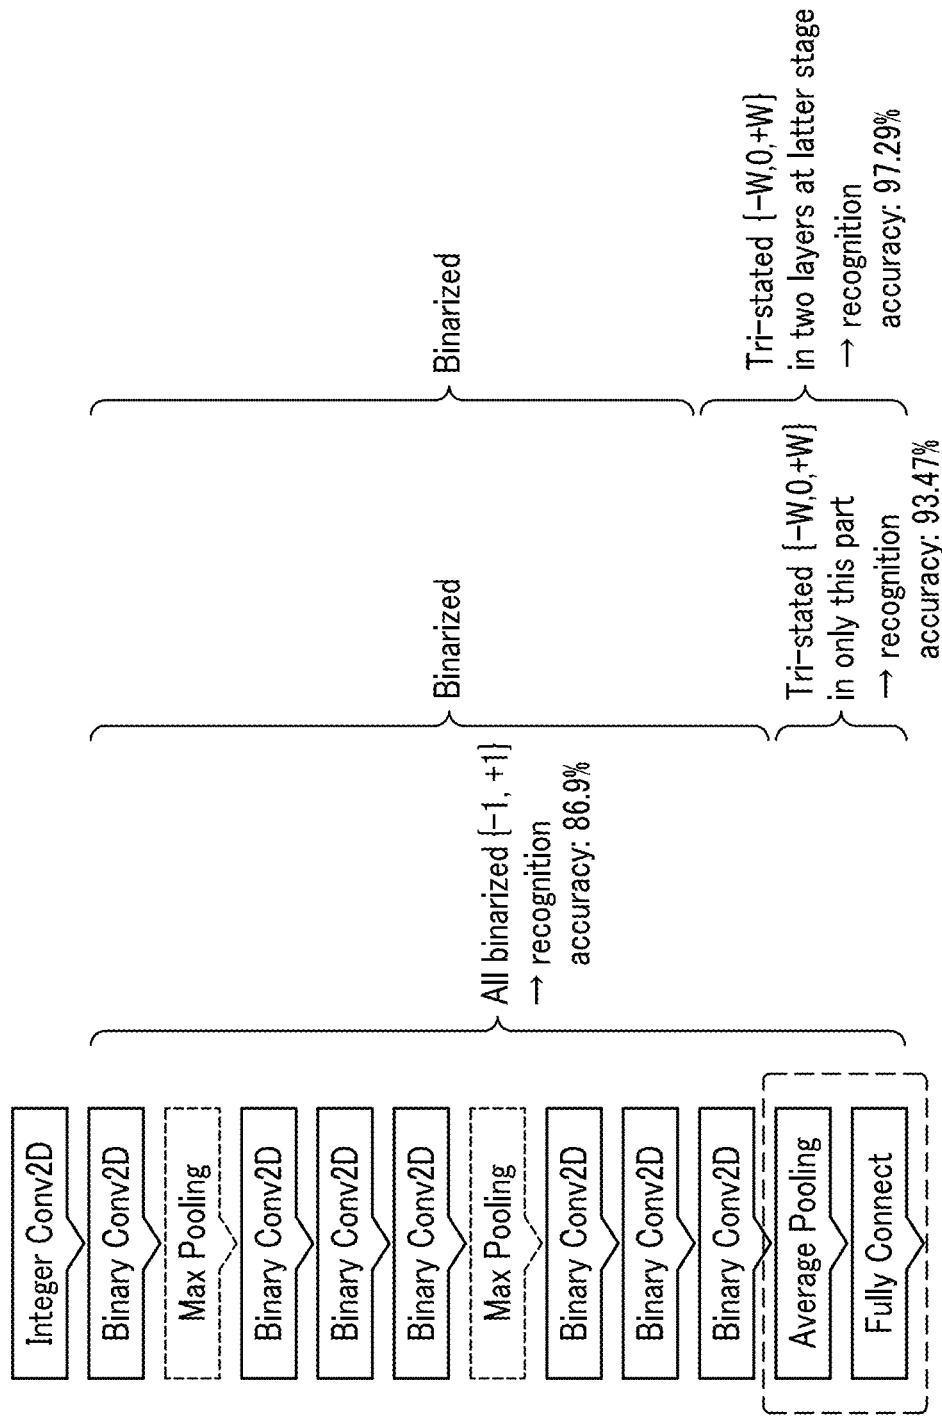 Integer Conv2D
Binary Conv2D
Max Pooling
Binary Conv2D
Binary Conv2D
Binary Conv2D
Max Pooling
Binary Conv2D
Binary Conv2D
Binary Conv2D
Average Pooling
Fully Connect
All binarized {-1, +1}
→ recognition
accuracy: 86.9%
Binarized
Tri-stated {-W,0,+W}
in only this part
→ recognition
accuracy: 93.47%
Binarized
Tri-stated {-W,0,+W}
in two layers at latter stage
→ recognition
accuracy: 97.29%